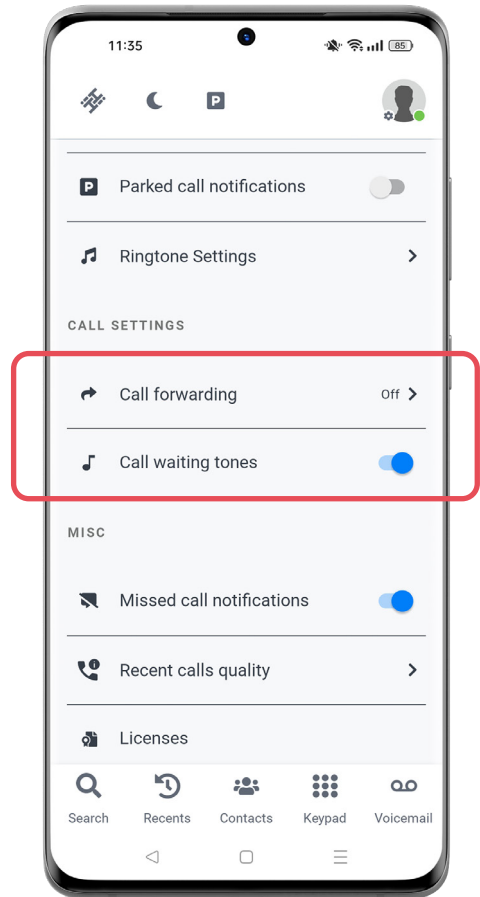 11:35
85
P
P
Parked call notifications
Ringtone Settings
CALL SETTINGS
Call forwarding
Off
Call waiting tones
MISC
Missed call notifications
Recent calls quality
Licenses
Search
Recents
Contacts
Keypad
Voicemail